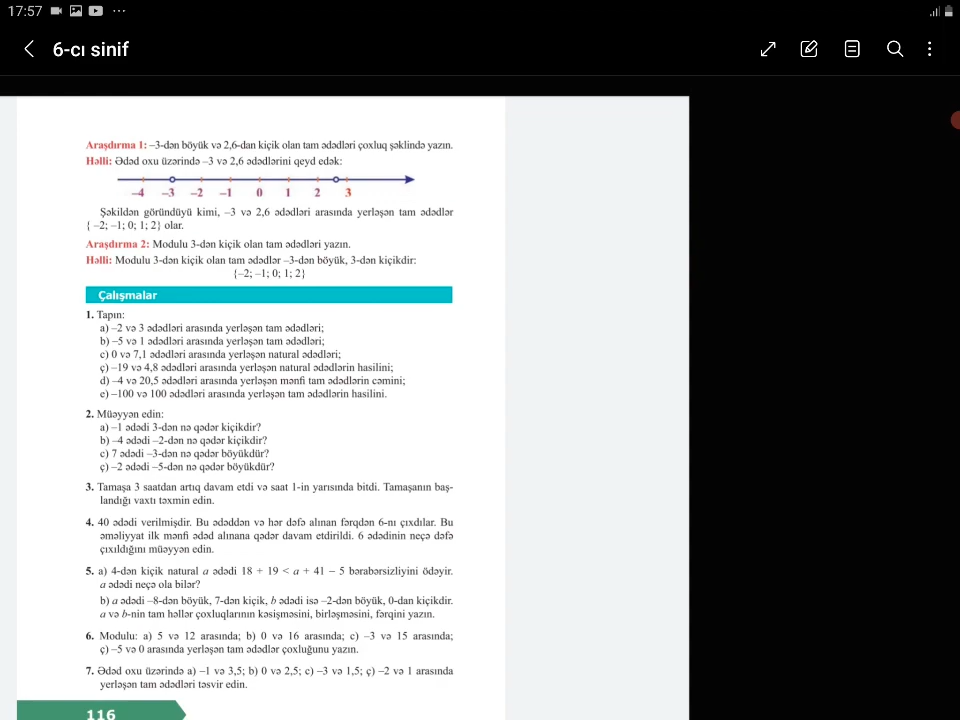 17:57
6-cı sinif
Araşdırma 1: –3-dən böyük və 2,6-dan kiçik olan tam ədədləri çoxluq şəklində yazın.
Həlli: Ədəd oxu üzərində –3 və 2,6 ədədlərini qeyd edək:
–4 –3 –2 –1 0 1 2 3
Şəkildən göründüyü kimi, –3 və 2,6 ədədləri arasında yerləşən tam ədədlər
{ –2; –1; 0; 1; 2} olar.
Araşdırma 2: Modulu 3-dən kiçik olan tam ədədləri yazın.
Həlli: Modulu 3-dən kiçik olan tam ədədlər –3-dən böyük, 3-dən kiçikdir:
{–2; –1; 0; 1; 2}
Çalışmalar
1. Tapın:
a) –2 və 3 ədədləri arasında yerləşən tam ədədləri;
b) –5 və 1 ədədləri arasında yerləşən tam ədədləri;
c) 0 və 7,1 ədədləri arasında yerləşən natural ədədləri;
ç) –19 və 4,8 ədədləri arasında yerləşən natural ədədlərin hasilini;
d) –4 və 20,5 ədədləri arasında yerləşən mənfi tam ədədlərin cəmini;
e) –100 və 100 ədədləri arasında yerləşən tam ədədlərin hasilini.
2. Müəyyən edin:
a) –1 ədədi 3-dən nə qədər kiçikdir?
b) –4 ədədi –2-dən nə qədər kiçikdir?
c) 7 ədədi –3-dən nə qədər böyükdür?
ç) –2 ədədi –5-dən nə qədər böyükdür?
3. Tamaşa 3 saatdan artıq davam etdi və saat 1-in yarısında bitdi. Tamaşanın baş-
landığı vaxtı təxmin edin.
4. 40 ədədi verilmişdir. Bu ədəddən və hər dəfə alınan fərqdən 6-nı çıxdılar. Bu
əməliyyat ilk mənfi ədəd alınana qədər davam etdirildi. 6 ədədinin neçə dəfə
çıxıldığını müəyyən edin.
5. a) 4-dən kiçik natural a ədədi 18 + 19 < a + 41 – 5 bərabərsizliyini ödəyir.
a ədədi neçə ola bilər?
b) a ədədi –8-dən böyük, 7-dən kiçik, b ədədi isə –2-dən böyük, 0-dan kiçikdir.
a və b-nin tam həllər çoxluqlarının kəsişməsini, birləşməsini, fərqini yazın.
6. Modulu: a) 5 və 12 arasında; b) 0 və 16 arasında; c) –3 və 15 arasında;
ç) –5 və 0 arasında yerləşən tam ədədlər çoxluğunu yazın.
7. Ədəd oxu üzərində a) –1 və 3,5; b) 0 və 2,5; c) –3 və 1,5; ç) –2 və 1 arasında
yerləşən tam ədədləri təsvir edin.
116